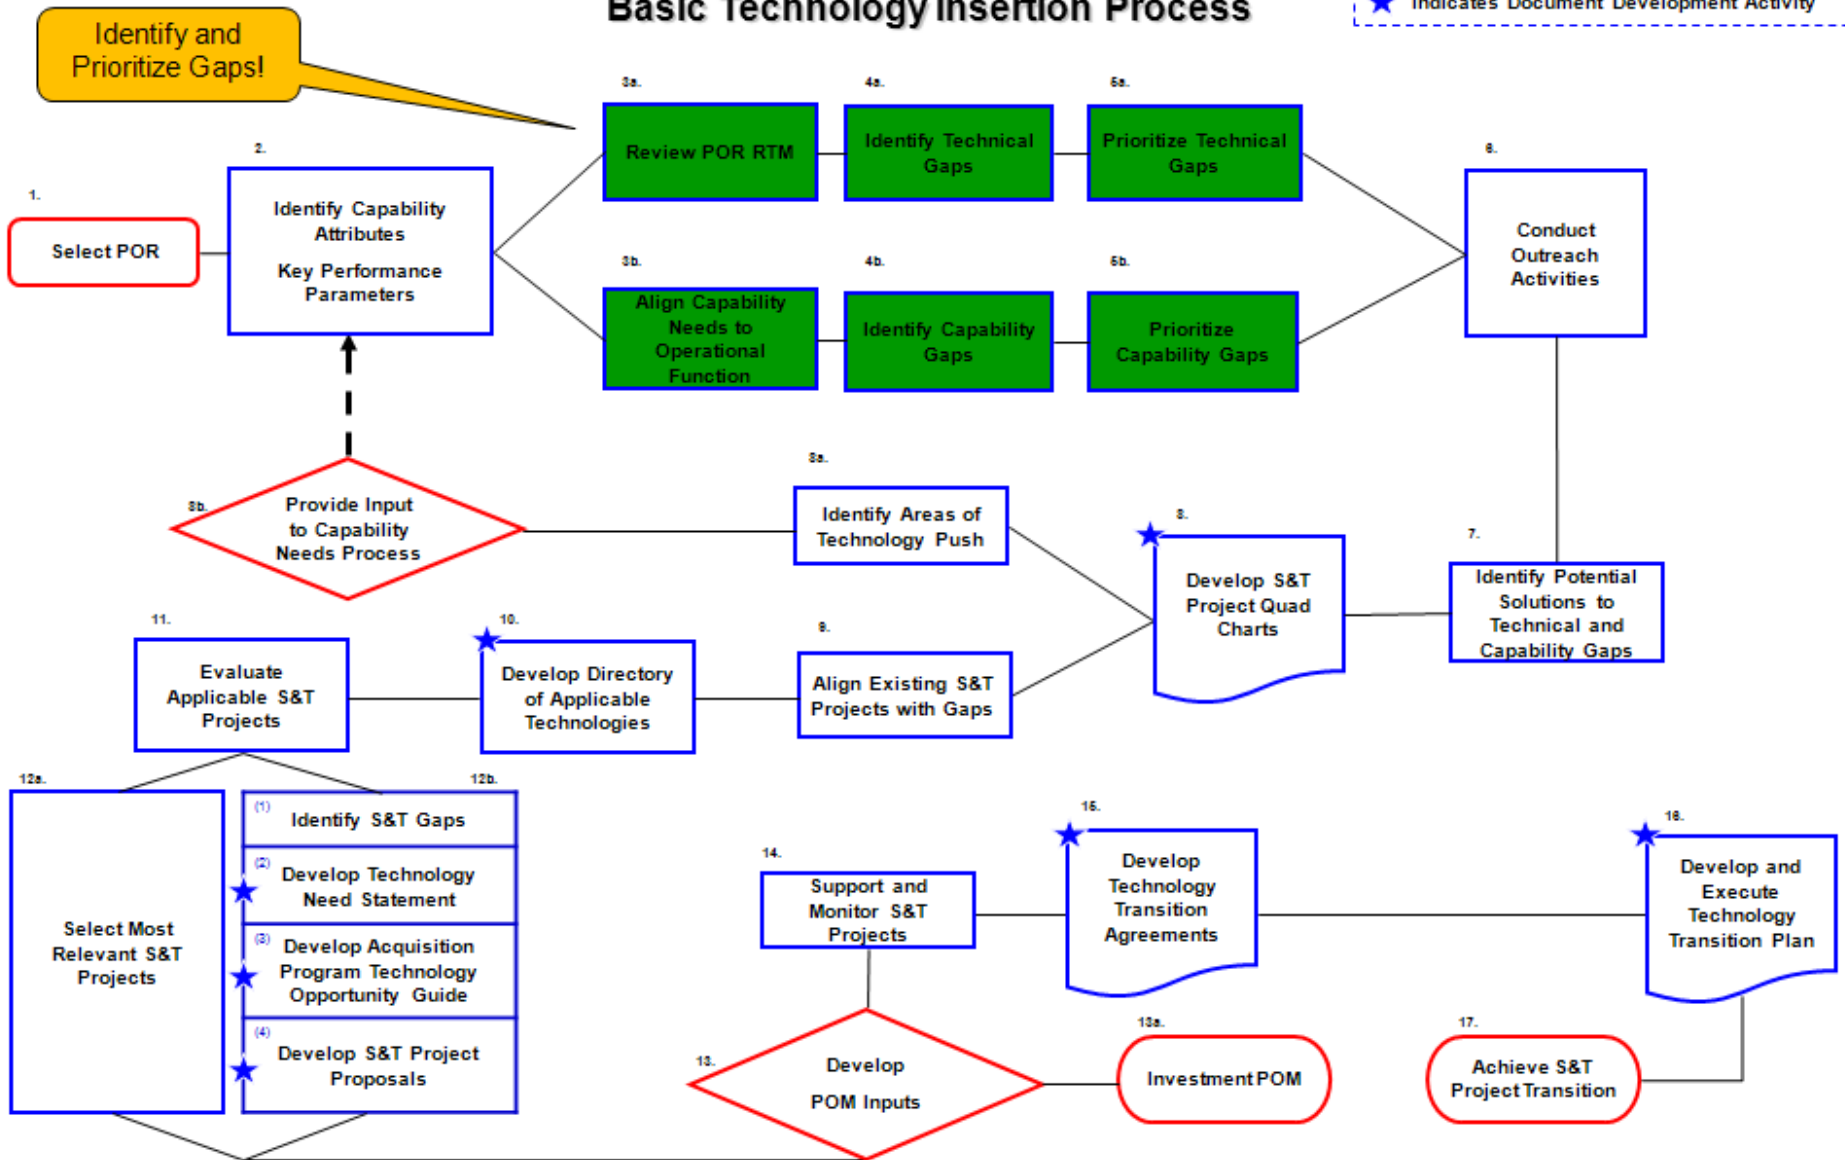 Basic Technology Insertion Process
Indicates Document Development Activity
Identify and
Prioritize Gaps!
1.
Select POR
2.
Identify Capability
Attributes
Key Performance
Parameters
3a.
Review POR RTM
4a.
Identify Technical
Gaps
5a.
Prioritize Technical
Gaps
3b.
Align Capability
Needs to
Operational
Function
4b.
Identify Capability
Gaps
5b.
Prioritize
Capability Gaps
6.
Conduct
Outreach
Activities
7.
Identify Potential
Solutions to
Technical and
Capability Gaps
8.
Develop S&T
Project Quad
Charts
8a.
Identify Areas of
Technology Push
8b.
Provide Input
to Capability
Needs Process
9.
Align Existing S&T
Projects with Gaps
10.
Develop Directory
of Applicable
Technologies
11.
Evaluate
Applicable S&T
Projects
12a.
Select Most
Relevant S&T
Projects
12b.
(1)
Identify S&T Gaps
(2)
Develop Technology
Need Statement
(3)
Develop Acquisition
Program Technology
Opportunity Guide
(4)
Develop S&T Project
Proposals
13.
Develop
POM Inputs
13a.
Investment POM
14.
Support and
Monitor S&T
Projects
15.
Develop
Technology
Transition
Agreements
16.
Develop and
Execute
Technology
Transition Plan
17.
Achieve S&T
Project Transition